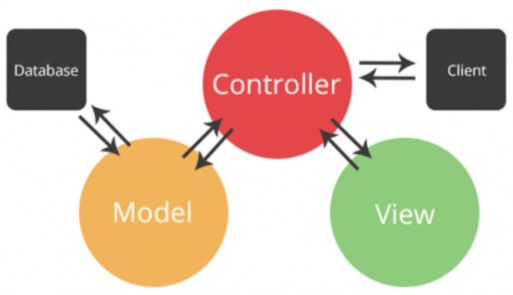 Database
Controller
Client
Model
View